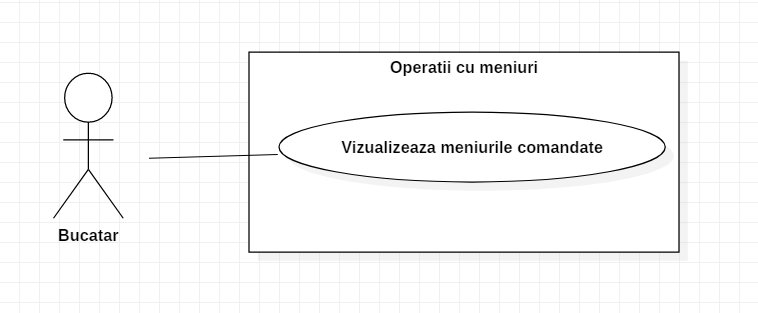 Operatii cu meniuri
Vizualizeaza meniurile comandate
Bucatar